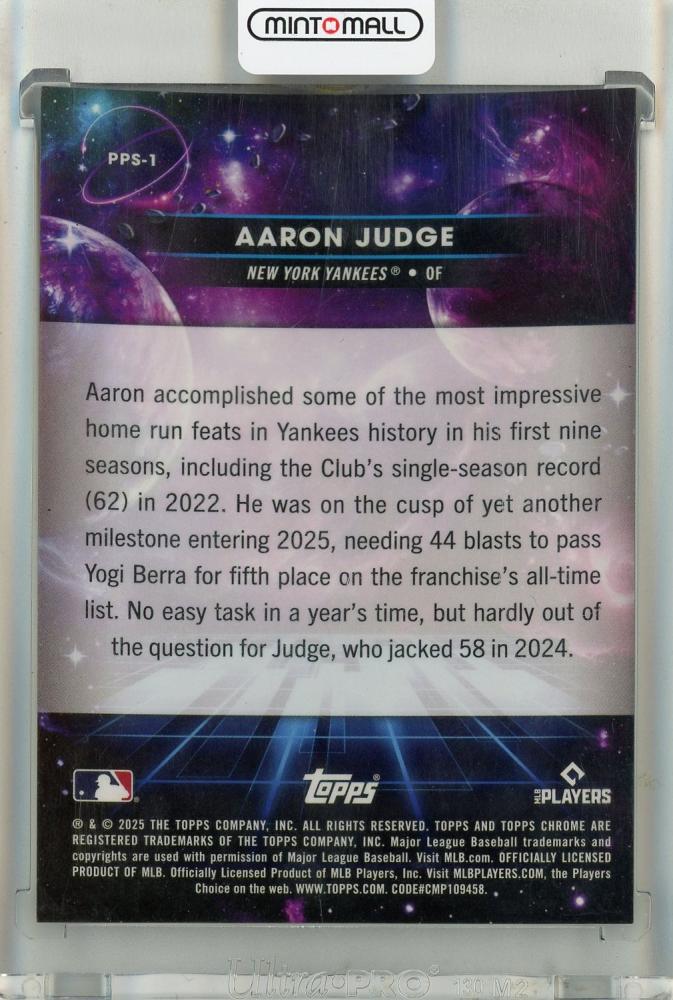 MINTMALL
PPS-1
AARON JUDGE
NEW YORK YANKEES® • OF
Aaron accomplished some of the most impressive
home run feats in Yankees history in his first nine
seasons, including the Club's single-season record
(62) in 2022. He was on the cusp of yet another
milestone entering 2025, needing 44 blasts to pass
Yogi Berra for fifth place on the franchise's all-time
list. No easy task in a year's time, but hardly out of
the question for Judge, who jacked 58 in 2024.
TOPPS®
MLB PLAYERS
® & © 2025 THE TOPPS COMPANY, INC. ALL RIGHTS RESERVED. TOPPS AND TOPPS CHROME ARE
REGISTERED TRADEMARKS OF THE TOPPS COMPANY, INC. Major League Baseball trademarks and
copyrights are used with permission of Major League Baseball. Visit MLB.com. OFFICIALLY LICENSED
PRODUCT OF MLB. Officially Licensed Product of MLB Players, Inc. Visit MLBPLAYERS.COM, the Players
Choice on the web. WWW.TOPPS.COM. CODE#CMP109458.
Ultra•PRO® 130 M2